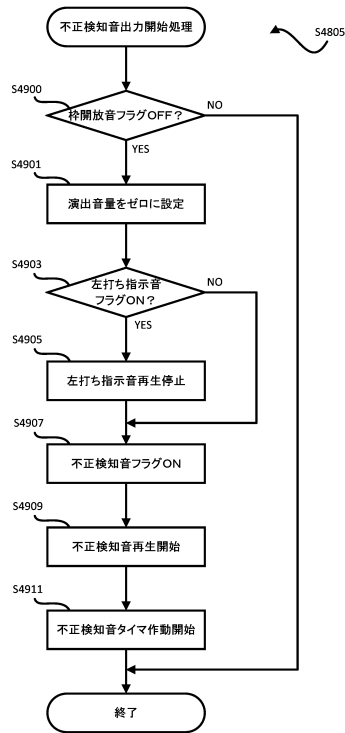 不正検知音出力開始処理
S4805
S4900
枠開放音フラグOFF？
NO
YES
S4901
演出音量をゼロに設定
S4903
左打ち指示音
フラグON？
NO
YES
S4905
左打ち指示音再生停止
S4907
不正検知音フラグON
S4909
不正検知音再生開始
S4911
不正検知音タイマ作動開始
終了